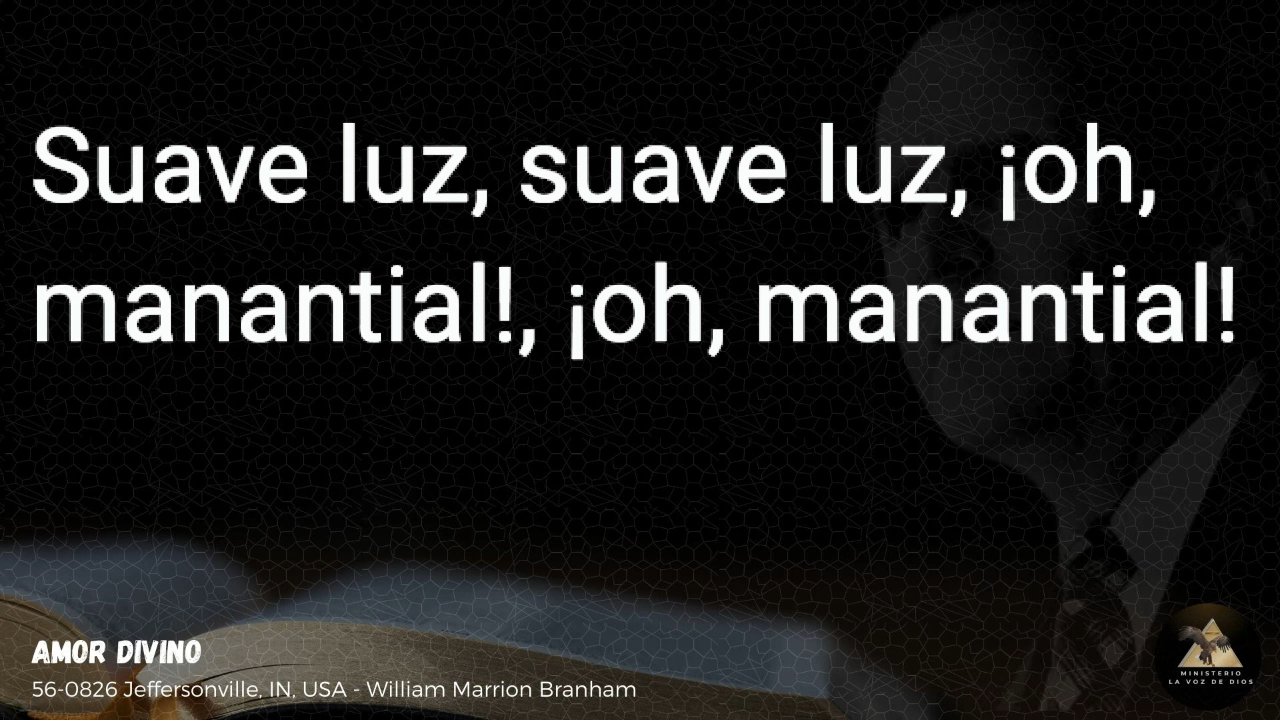 Suave luz, suave luz, ¡oh,
manantial!, ¡oh, manantial!
AMOR DIVINO
56-0826 Jeffersonville, IN, USA - William Marrion Branham
MINISTERIO
LA VOZ DE DIOS